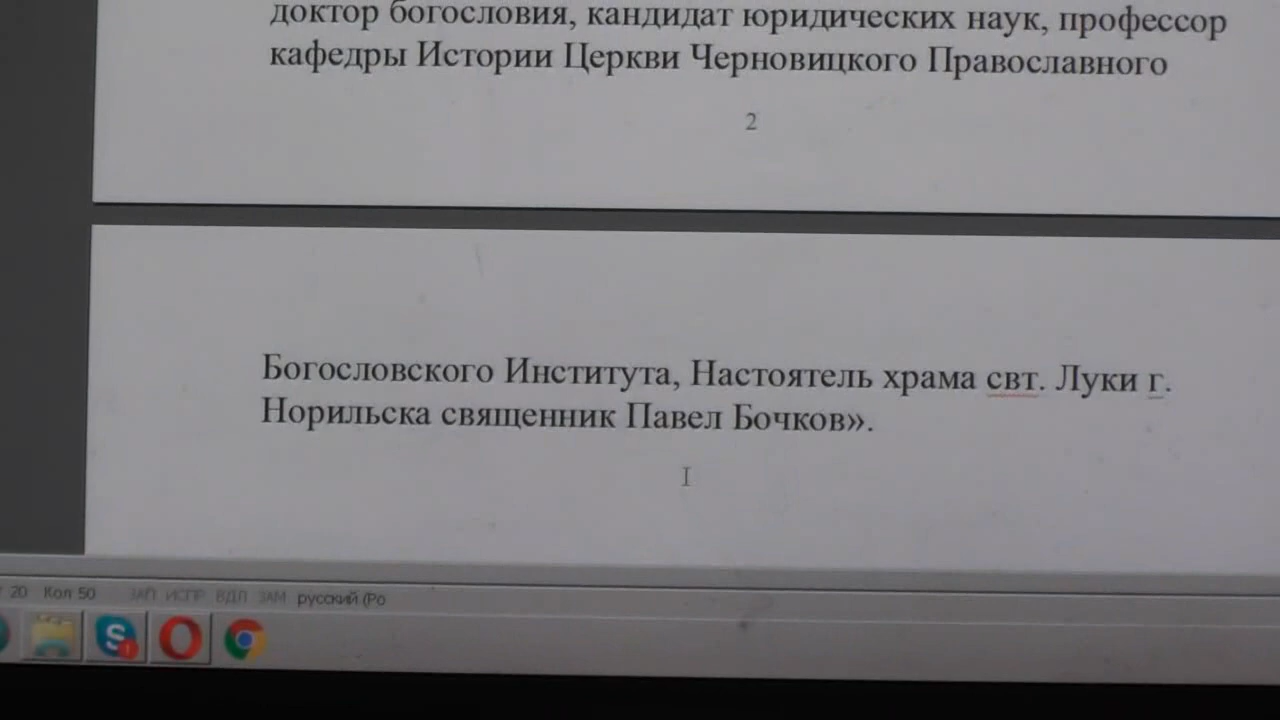 доктор богословия, кандидат юридических наук, профессор
кафедры Истории Церкви Черновицкого Православного
2
Богословского Института, Настоятель храма свт. Луки г.
Норильска священник Павел Бочков».
20 Кол 50 ЗАП ИСПР ВДЛ ЗАМ русский (Ро